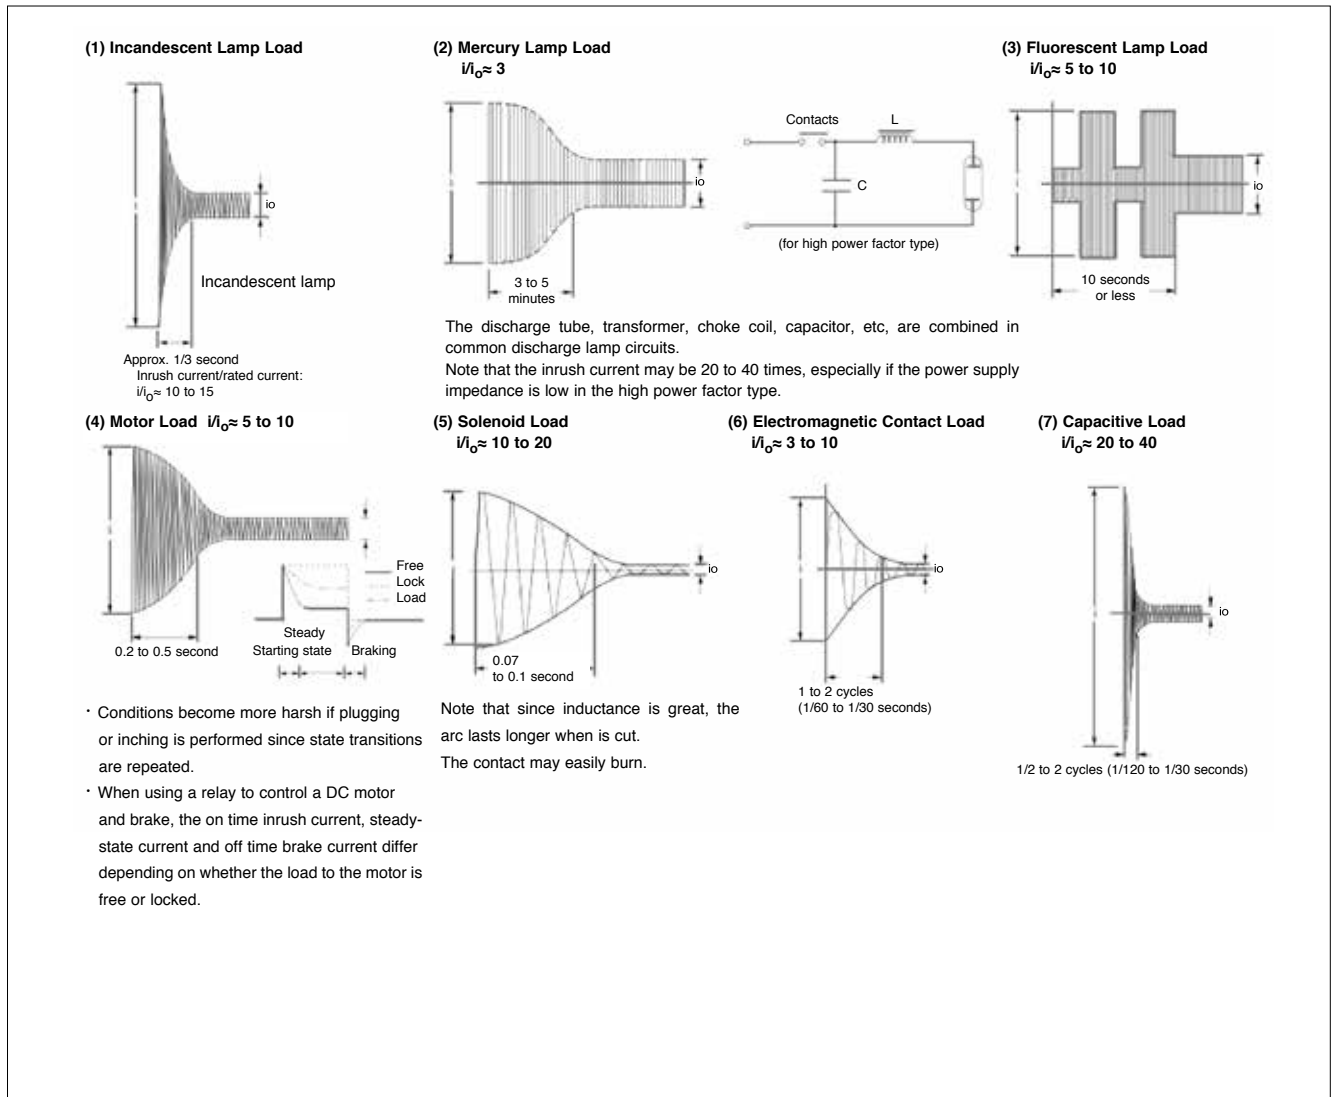 (1) Incandescent Lamp Load
io
Incandescent lamp
Approx. 1/3 second
Inrush current/rated current:
i/io≈ 10 to 15
(2) Mercury Lamp Load
i/io≈ 3
io
3 to 5
minutes
Contacts
L
C
(for high power factor type)
The discharge tube, transformer, choke coil, capacitor, etc, are combined in
common discharge lamp circuits.
Note that the inrush current may be 20 to 40 times, especially if the power supply
impedance is low in the high power factor type.
(3) Fluorescent Lamp Load
i/io≈ 5 to 10
io
10 seconds
or less
(4) Motor Load i/io≈ 5 to 10
Free
Lock
Load
Steady
0.2 to 0.5 second
Starting state
Braking
· Conditions become more harsh if plugging
or inching is performed since state transitions
are repeated.
· When using a relay to control a DC motor
and brake, the on time inrush current, steady-
state current and off time brake current differ
depending on whether the load to the motor is
free or locked.
(5) Solenoid Load
i/io≈ 10 to 20
io
0.07
to 0.1 second
Note that since inductance is great, the
arc lasts longer when is cut.
The contact may easily burn.
(6) Electromagnetic Contact Load
i/io≈ 3 to 10
io
1 to 2 cycles
(1/60 to 1/30 seconds)
(7) Capacitive Load
i/io≈ 20 to 40
io
1/2 to 2 cycles (1/120 to 1/30 seconds)